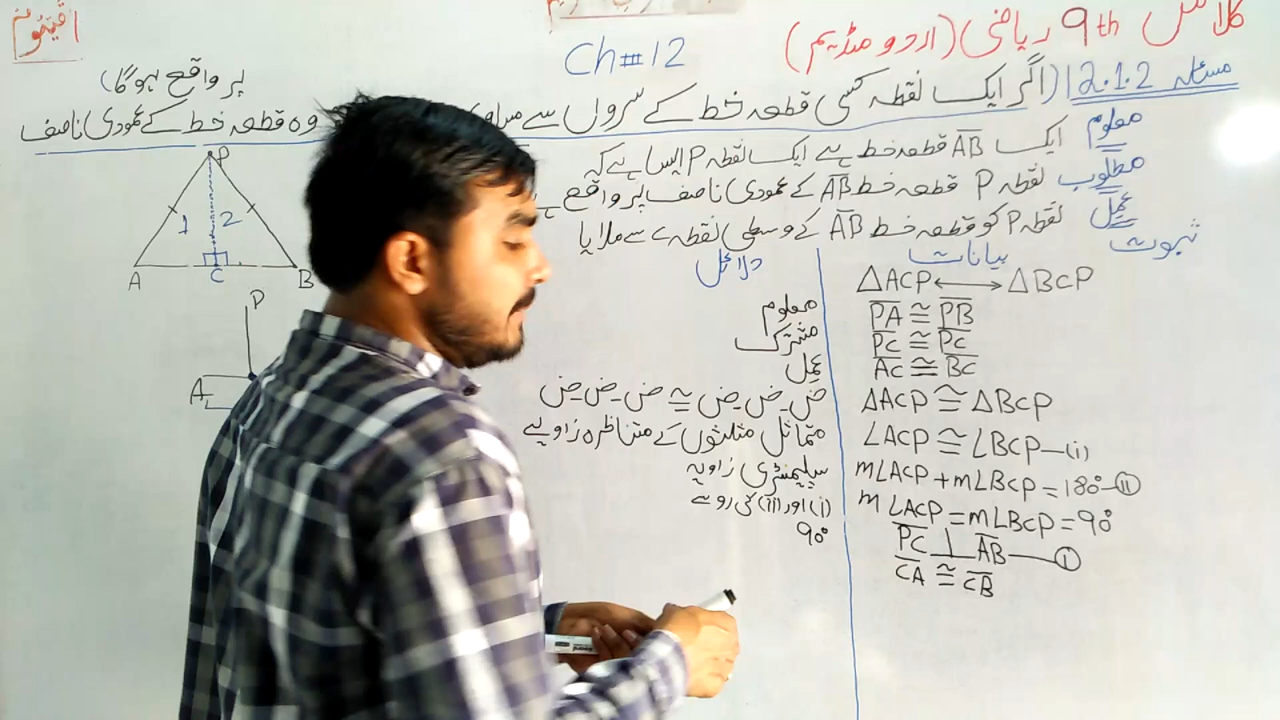 کلاس 9th ریاضی (اردو میڈیم)
Ch#12
مسئلہ 12.1.2 (اگر ایک نقطہ کسی قطعہ خط کے سروں سے وہ قطعہ خط کے عمودی ناصف
پر واقع ہوگا)
معلوم ایک AB قطعہ خط ہے ایک نقطہ P ایسا ہے کہ
مطلوب نقطہ P قطعہ خط AB کے عمودی ناصف پر واقع
عمل نقطہ P کو قطعہ خط AB کے وسطی نقطہ c سے ملایا
ثبوت
بیانات دلائل
△ACP ↔ △BCP
PA ≅ PB معلوم
PC ≅ PC مشترک
AC ≅ BC عمل
△ACP ≅ △BCP ض۔ض۔ض ≅ ض۔ض۔ض
∠ACP ≅ ∠BCP—(i) متماثل مثلثوں کے متناظرہ زاویے
m∠ACP + m∠BCP = 180°—(ii) سپلیمنٹری زاویہ
m∠ACP = m∠BCP = 90° (i) اور (ii) کی رو سے
PC ⊥ AB—(i) 90°
CA ≅ CB
P
1 2
A C B
P
A